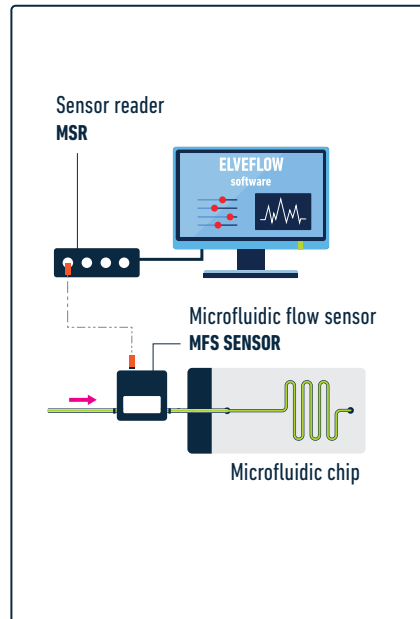 Sensor reader
MSR
ELVEFLOW
software
Microfluidic flow sensor
MFS SENSOR
Microfluidic chip